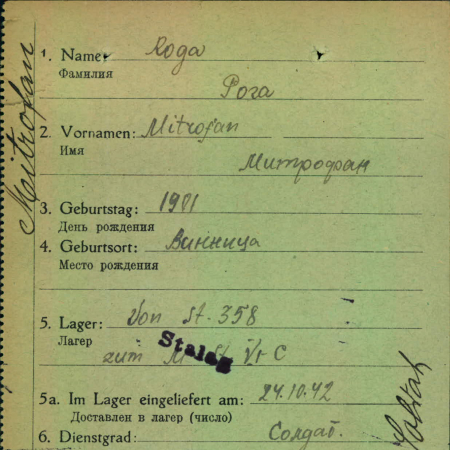 Mitrofan
1. Name: Roga
Фамилия
Рога
2. Vornamen: Mitrofan
Имя
Митрофан
3. Geburtstag: 1901
День рождения
4. Geburtsort: Винница
Место рождения
5. Lager: Von St. 358
Лагер
zum M St. VI C
Stalag
5a. Im Lager eingeliefert am: 24.10.42
Доставлен в лагер (число)
6. Dienstgrad: Солдат.